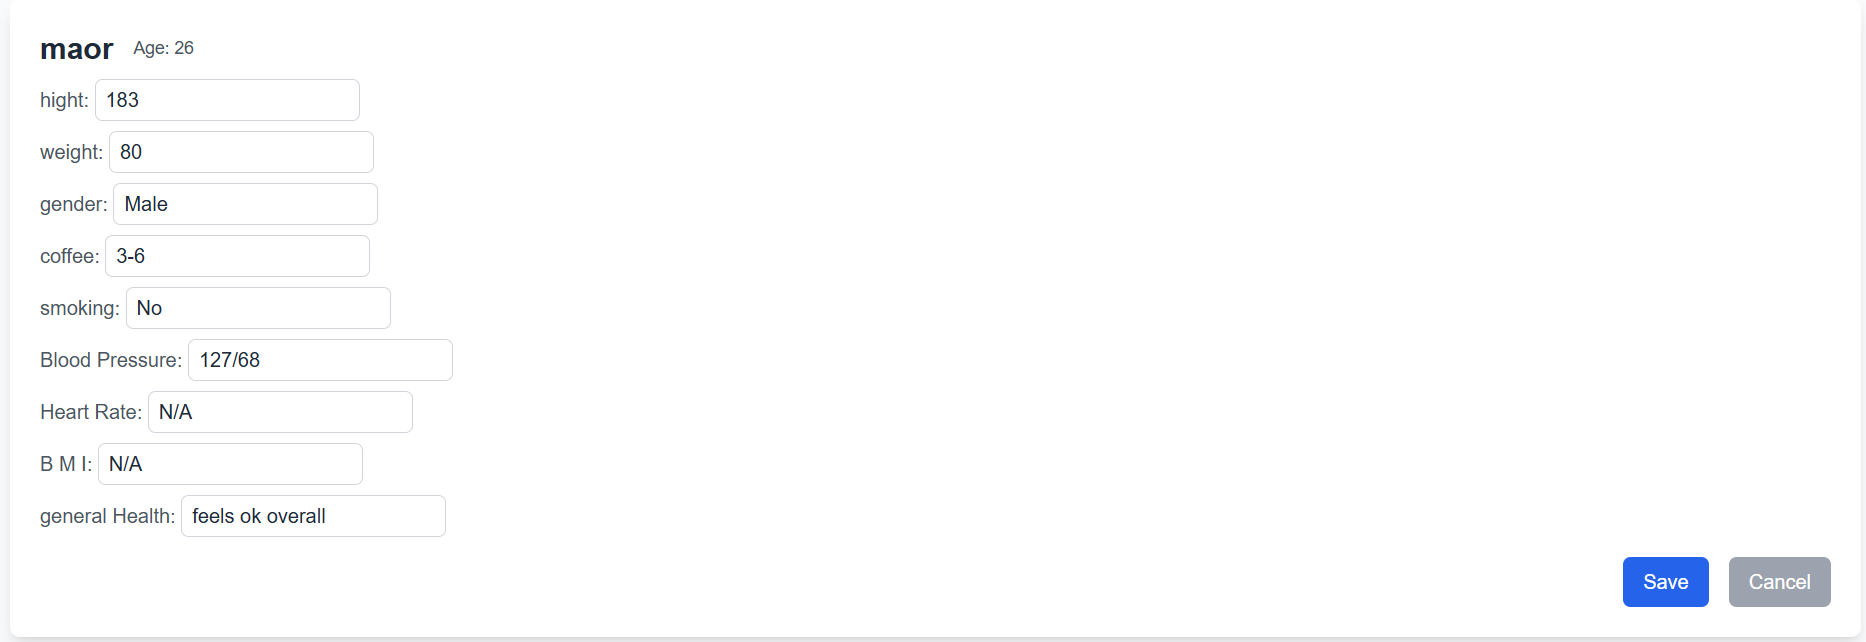 maor Age: 26
hight: 183
weight: 80
gender: Male
coffee: 3-6
smoking: No
Blood Pressure: 127/68
Heart Rate: N/A
B M I: N/A
general Health: feels ok overall
Save Cancel